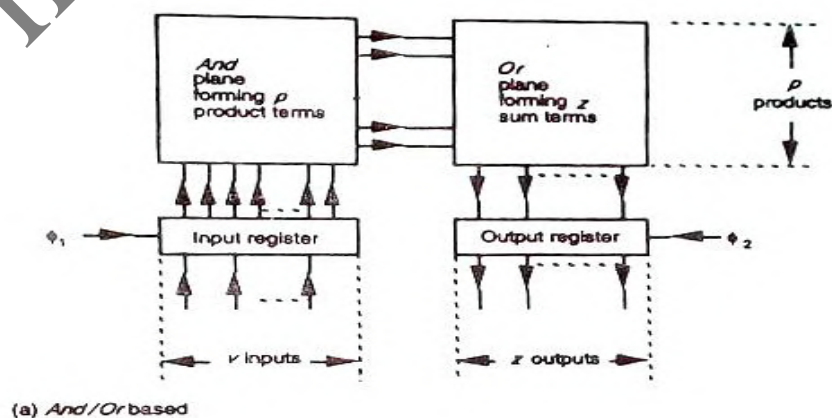 And
plane
forming p
product terms
Or
plane
forming z
sum terms
p
products
ϕ₁
Input register
Output register
ϕ₂
v inputs
z outputs
(a) And/Or based